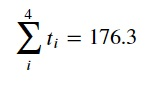 4
∑ tᵢ = 176.3
i